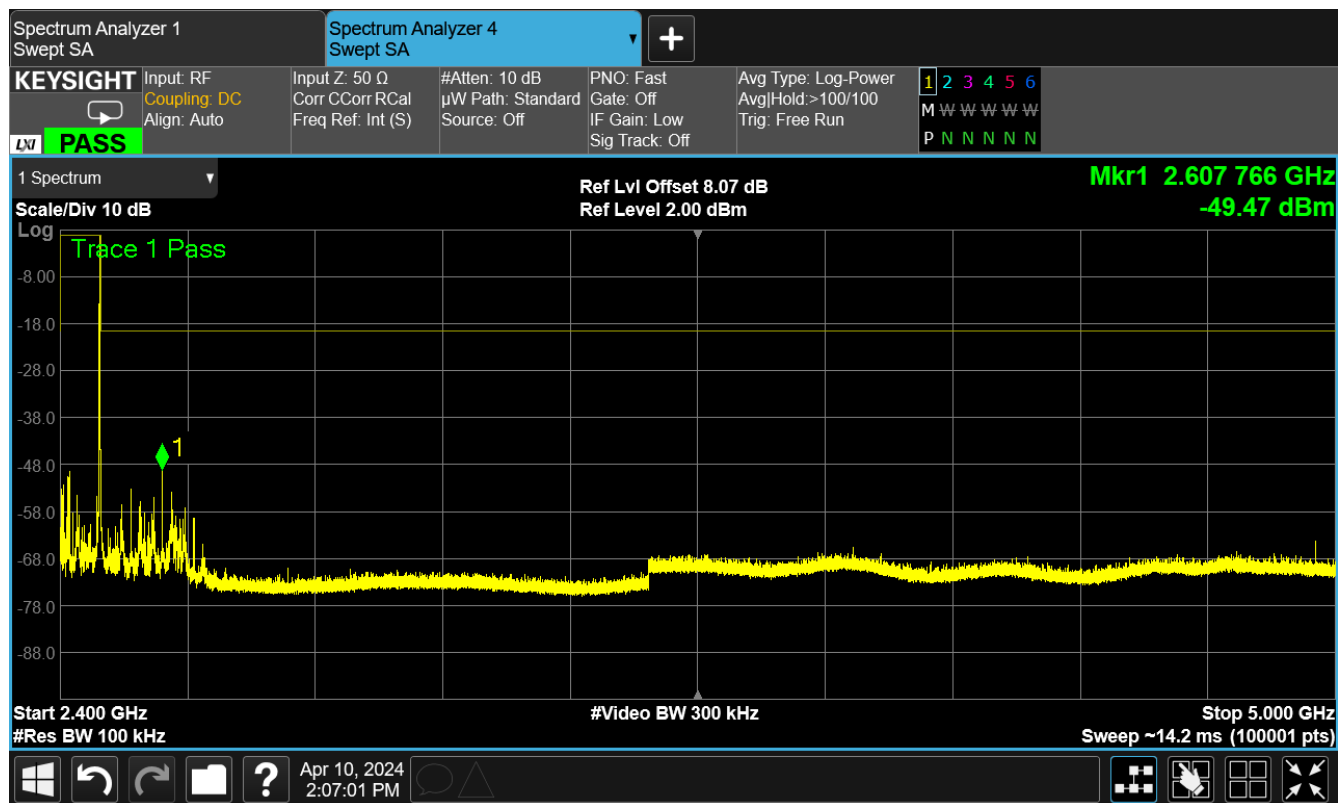 Spectrum Analyzer 1
Swept SA
Spectrum Analyzer 4
Swept SA
▼
+
KEYSIGHT
LXI PASS
Input: RF
Coupling: DC
Align: Auto
Input Z: 50 Ω
Corr CCorr RCal
Freq Ref: Int (S)
#Atten: 10 dB
µW Path: Standard
Source: Off
PNO: Fast
Gate: Off
IF Gain: Low
Sig Track: Off
Avg Type: Log-Power
Avg|Hold:>100/100
Trig: Free Run
1 2 3 4 5 6
M W W W W W
P N N N N N
1 Spectrum ▼
Scale/Div 10 dB
Ref Lvl Offset 8.07 dB
Ref Level 2.00 dBm
Mkr1 2.607 766 GHz
-49.47 dBm
Log
Trace 1 Pass
-8.00
-18.0
-28.0
-38.0
1
-48.0
-58.0
-68.0
-78.0
-88.0
Start 2.400 GHz
#Res BW 100 kHz
#Video BW 300 kHz
Stop 5.000 GHz
Sweep ~14.2 ms (100001 pts)
?
Apr 10, 2024
2:07:01 PM